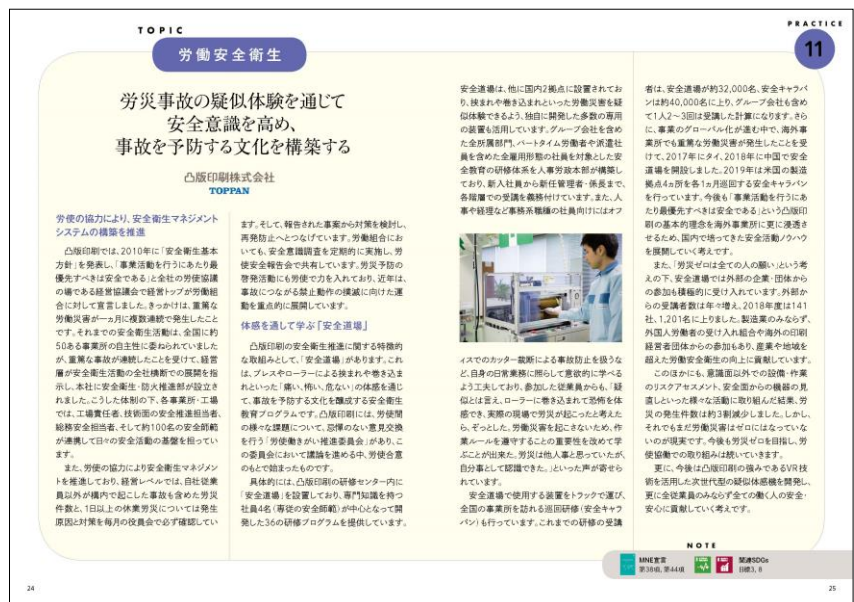 TOPIC
労働安全衛生
PRACTICE
11
労災事故の疑似体験を通じて
安全意識を高め、
事故を予防する文化を構築する
凸版印刷株式会社
TOPPAN
労使の協力により、安全衛生マネジメント
システムの構築を推進
凸版印刷では、2010年に「安全衛生基本
方針」を発表し、「事業活動を行うにあたり最
優先すべきは安全である」と全社の労使協議
の場である経営協議会で経営トップが労働組
合に対して宣言しました。きっかけは、重篤な
労働災害が一ヵ月に複数連続で発生したこと
です。それまでの安全衛生活動は、全国に約
50ある事業所の自主性に委ねられていました
が、重篤な事故が連続したことを受けて、経営
層が安全衛生活動の全社横断での展開を指
示し、本社に安全衛生・防火推進部が設立さ
れました。こうした体制の下、各事業所・工場
では、工場責任者、技術面の安全推進担当者、
総務安全担当者、そして約100名の安全師範
が連携して日々の安全活動の基盤を担ってい
ます。
また、労使の協力により安全衛生マネジメン
トを推進しており、経営レベルでは、自社従業
員以外が構内で起こした事故も含めた労災
件数と、1日以上の休業労災については発生
原因と対策を毎月の役員会で必ず確認してい
ます。そして、報告された事案から対策を検討し、
再発防止へとつなげています。労働組合にお
いても、安全意識調査を定期的に実施し、労
使安全報告会で共有しています。労災予防の
啓発活動にも労使で力を入れており、近年は、
事故につながる禁止動作の撲滅に向けた運
動を重点的に展開しています。
体感を通して学ぶ「安全道場」
凸版印刷の安全衛生推進に関する特徴的
な取組みとして、「安全道場」があります。これ
は、プレスやローラーによる挟まれや巻き込ま
れといった「痛い、怖い、危ない」の体感を通じ
て、事故を予防する文化を醸成する安全衛生
教育プログラムです。凸版印刷には、労使間
の様々な課題について、忌憚のない意見交換
を行う「労使働きがい推進委員会」があり、こ
の委員会において議論を進める中、労使合意
のもとで始まったものです。
具体的には、凸版印刷の研修センター内に
「安全道場」を設置しており、専門知識を持つ
社員4名(専従の安全師範)が中心となって開
発した36の研修プログラムを提供しています。
安全道場は、他に国内2拠点に設置されてお
り、挟まれや巻き込まれといった労働災害を疑
似体験できるよう、独自に開発した多数の専用
の装置も活用しています。グループ会社を含め
た全所属部門、パートタイム労働者や派遣社
員を含めた全雇用形態の社員を対象とした安
全教育の研修体系を人事労政本部が構築し
ており、新入社員から新任管理者・係長まで、
各階層での受講を義務付けています。また、人
事や経理など事務系職種の社員向けにはオフ
ィスでのカッター裁断による事故防止を扱うな
ど、自身の日常業務に照らして意欲的に学べる
よう工夫しており、参加した従業員からも、「疑
似とは言え、ローラーに巻き込まれて恐怖を体
感でき、実際の現場で労災が起こったと考えた
ら、ぞっとした。労働災害を起こさないため、作
業ルールを遵守することの重要性を改めて学
ぶことが出来た。労災は他人事と思っていたが、
自分事として認識できた。」といった声が寄せら
れています。
安全道場で使用する装置をトラックで運び、
全国の事業所を訪れる巡回研修(安全キャラ
バン)も行っています。これまでの研修の受講
者は、安全道場が約32,000名、安全キャラバ
ンは約40,000名に上り、グループ会社も含め
て1人2〜3回は受講した計算になります。さら
に、事業のグローバル化が進む中で、海外事
業所でも重篤な労働災害が発生したことを受
けて、2017年にタイ、2018年に中国で安全
道場を開設しました。2019年は米国の製造
拠点4ヵ所を各1ヵ月巡回する安全キャラバン
を行っています。今後も「事業活動を行うにあ
たり最優先すべきは安全である」という凸版印
刷の基本的理念を海外事業所に更に浸透さ
せるため、国内で培ってきた安全活動ノウハウ
を展開していく考えです。
また、「労災ゼロは全ての人の願い」という考
えの下、安全道場では外部の企業・団体から
の参加も積極的に受け入れています。外部か
らの受講者数は年々増え、2018年度は141
社、1,201名に上りました。製造業のみならず、
外国人労働者の受け入れ組合や海外の印刷
経営者団体からの参加もあり、産業や地域を
超えた労働安全衛生の向上に貢献しています。
このほかにも、意識面以外での設備・作業
のリスクアセスメント、安全面からの機器の見
直しといった様々な活動に取り組んだ結果、労
災の発生件数は約3割減少しました。しかし、
それでもまだ労働災害はゼロにはなっていな
いのが現実です。今後も労災ゼロを目指し、労
使協働での取り組みは続いていきます。
更に、今後は凸版印刷の強みであるVR技
術を活用した次世代型の疑似体感機を開発し、
更に全従業員のみならず全ての働く人の安全・
安心に貢献していく考えです。
NOTE
MNE宣言
第38項, 第44項
関連SDGs
目標3, 8
24
25